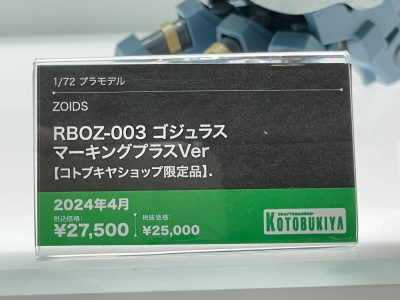 1/72 プラモデル
ZOIDS
RBOZ-003 ゴジュラス
マーキングプラスVer
【コトブキヤショップ限定品】.
2024年4月
税込価格:
¥27,500
税抜価格:
¥25,000
CRAFTSMANSHIP
KOTOBUKIYA